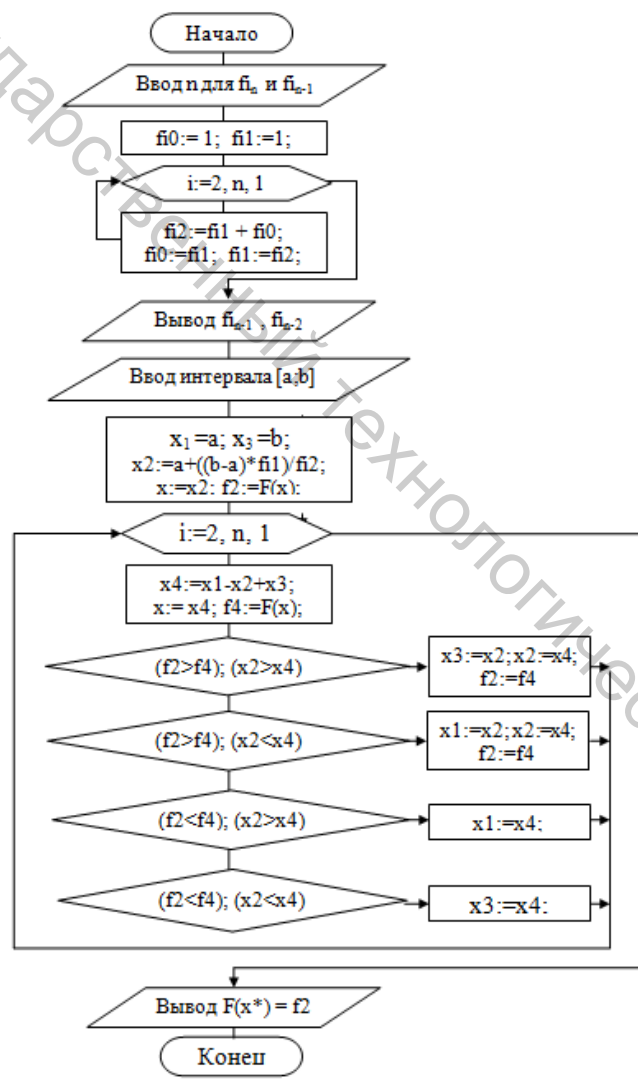 Начало
Ввод n для fiₙ и fiₙ₋₁
fi0:= 1; fi1:=1;
i:=2, n, 1
fi2:=fi1 + fi0;
fi0:=fi1; fi1:=fi2;
Вывод fiₙ₋₁ , fiₙ₋₂
Ввод интервала [a;b]
x₁ =a; x₃ =b;
x2:=a+((b-a)*fi1)/fi2;
x:=x2; f2:=F(x);
i:=2, n, 1
x4:=x1-x2+x3;
x:= x4; f4:=F(x);
(f2>f4); (x2>x4)
x3:=x2; x2:=x4;
f2:=f4
(f2>f4); (x2<x4)
x1:=x2; x2:=x4;
f2:=f4
(f2<f4); (x2>x4)
x1:=x4;
(f2<f4); (x2<x4)
x3:=x4;
Вывод F(x*) = f2
Конец
технологичес